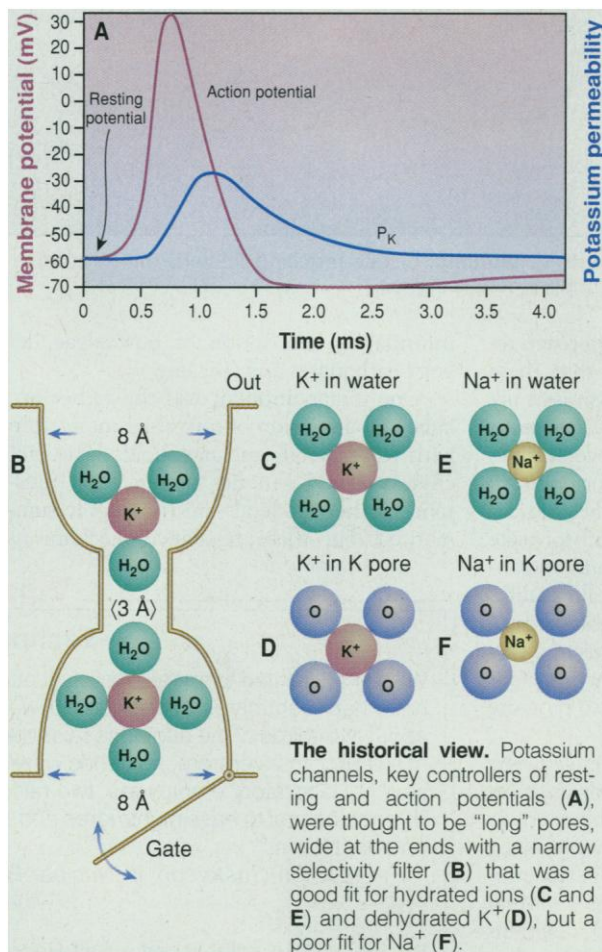 A
Membrane potential (mV)
Potassium permeability
30
20
10
0
-10
-20
-30
-40
-50
-60
-70
Resting
potential
Action potential
P_K
0 0.5 1.0 1.5 2.0 2.5 3.0 3.5 4.0
Time (ms)
B
Out
8 Å
H₂O H₂O
K⁺
H₂O
⟨3 Å⟩
H₂O
H₂O K⁺ H₂O
H₂O
8 Å
Gate
K⁺ in water
C
H₂O H₂O
K⁺
H₂O H₂O
Na⁺ in water
E
H₂O H₂O
Na⁺
H₂O H₂O
K⁺ in K pore
D
O O
K⁺
O O
Na⁺ in K pore
F
O O
Na⁺
O O
The historical view. Potassium
channels, key controllers of rest-
ing and action potentials (A),
were thought to be "long" pores,
wide at the ends with a narrow
selectivity filter (B) that was a
good fit for hydrated ions (C and
E) and dehydrated K⁺(D), but a
poor fit for Na⁺ (F).